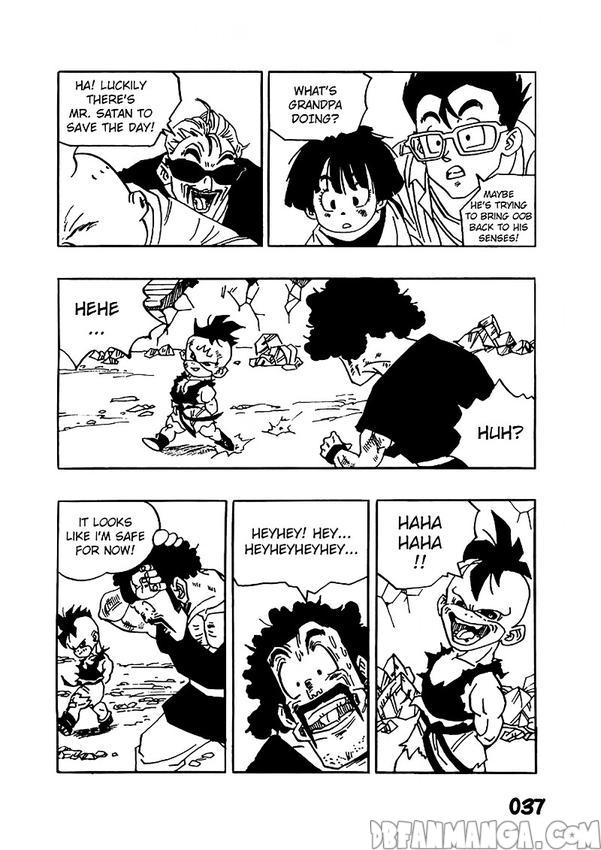 HA! LUCKILY
THERE'S
MR. SATAN TO
SAVE THE DAY!
WHAT'S
GRANDPA
DOING?
MAYBE
HE'S TRYING
TO BRING OOB
BACK TO HIS
SENSES!
HEHE
...
HUH?
IT LOOKS
LIKE I'M SAFE
FOR NOW!
HEYHEY! HEY...
HEYHEYHEYHEY...
HAHA
HAHA
!!
037
DBFANMANGA.COM